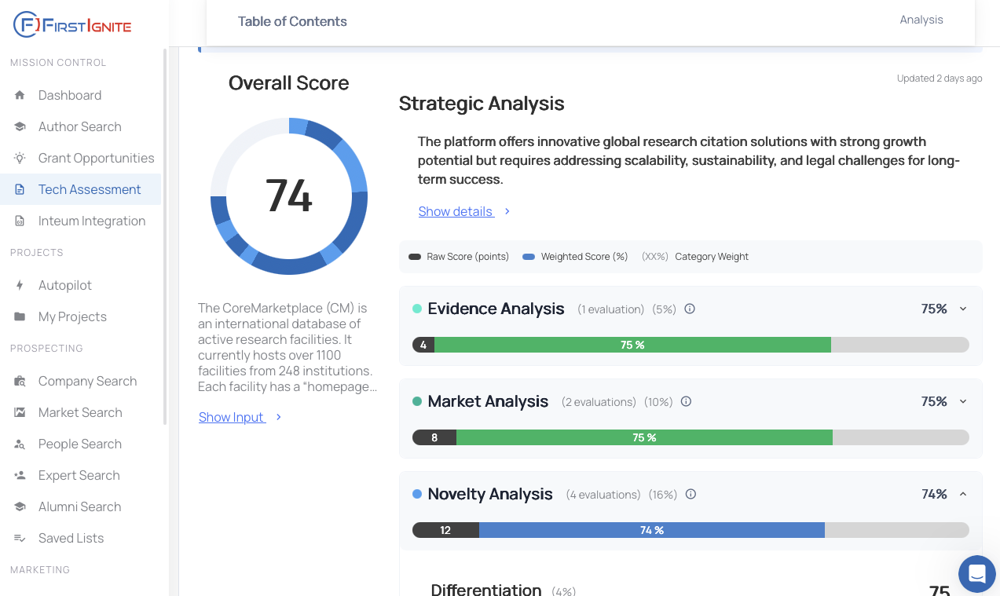 FIRSTIGNITE
MISSION CONTROL
Dashboard
Author Search
Grant Opportunities
Tech Assessment
Inteum Integration
PROJECTS
Autopilot
My Projects
PROSPECTING
Company Search
Market Search
People Search
Expert Search
Alumni Search
Saved Lists
MARKETING
Table of Contents
Analysis
Overall Score
74
The CoreMarketplace (CM) is
an international database of
active research facilities. It
currently hosts over 1100
facilities from 248 institutions.
Each facility has a “homepage...
Show Input
Updated 2 days ago
Strategic Analysis
The platform offers innovative global research citation solutions with strong growth
potential but requires addressing scalability, sustainability, and legal challenges for long-
term success.
Show details
Raw Score (points) Weighted Score (%) (XX%) Category Weight
Evidence Analysis (1 evaluation) (5%) 75%
4 75 %
Market Analysis (2 evaluations) (10%) 75%
8 75 %
Novelty Analysis (4 evaluations) (16%) 74%
12 74 %
Differentiation (4%) 75